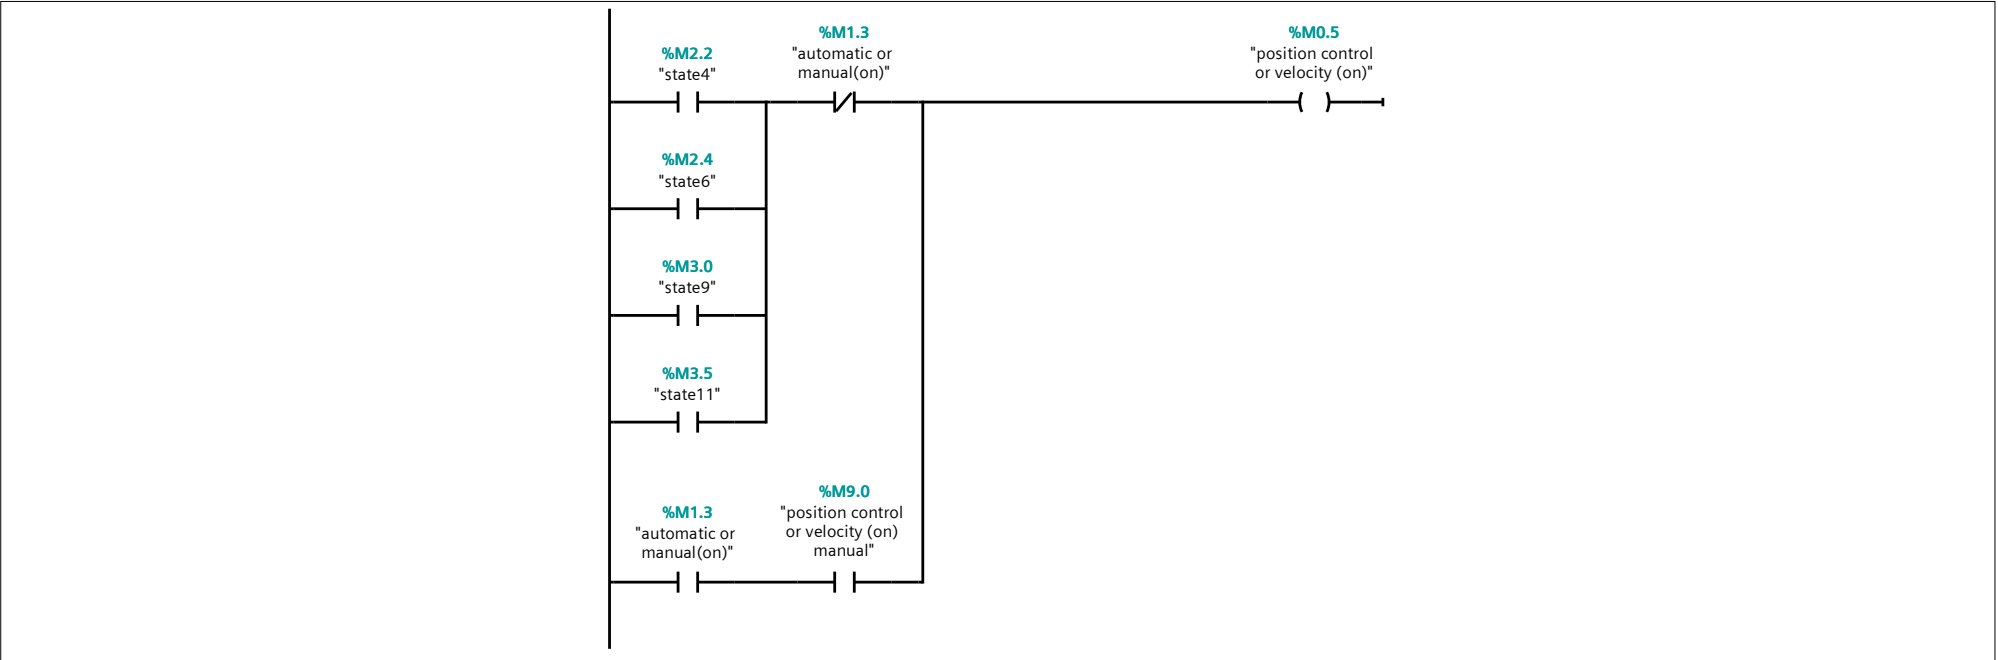 %M2.2
"state4"
%M1.3
"automatic or
manual(on)"
%M0.5
"position control
or velocity (on)"
%M2.4
"state6"
%M3.0
"state9"
%M3.5
"state11"
%M1.3
"automatic or
manual(on)"
%M9.0
"position control
or velocity (on)
manual"